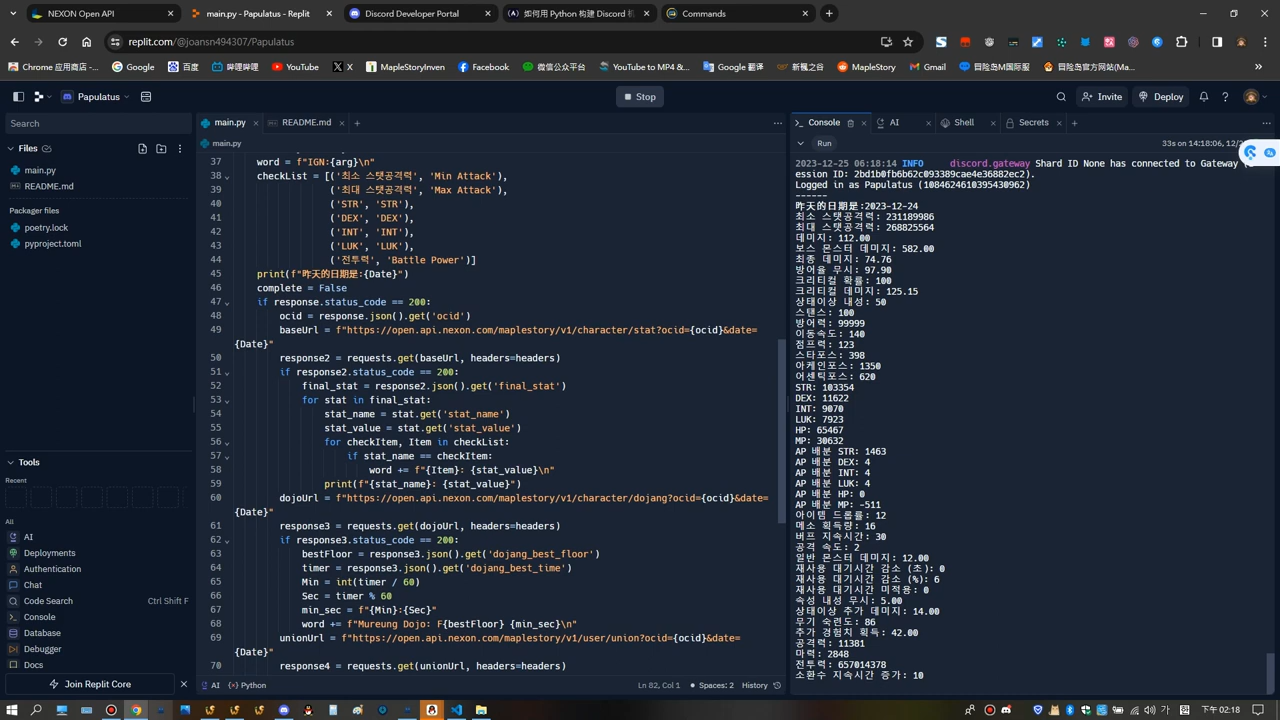 NEXON Open API
main.py - Papulatus - Replit
Discord Developer Portal
如何用 Python 构建 Discord 机
Commands
replit.com/@joansn494307/Papulatus
Chrome 应用商店 - ...
Google
百度
哔哩哔哩
YouTube
X
MapleStoryInven
Facebook
微信公众平台
YouTube to MP4 &...
Google 翻译
新楓之谷
MapleStory
Gmail
冒险岛M国际服
冒险岛官方网站(Ma...
Papulatus
Stop
Invite
Deploy
Search
Files
main.py
README.md
Packager files
poetry.lock
pyproject.toml
Tools
Recent
All
AI
Deployments
Authentication
Chat
Code Search Ctrl Shift F
Console
Database
Debugger
Docs
Join Replit Core
main.py
README.md
main.py
37 word = f"IGN:{arg}\n"
38 checkList = [('최소 스탯공격력', 'Min Attack'),
39 ('최대 스탯공격력', 'Max Attack'),
40 ('STR', 'STR'),
41 ('DEX', 'DEX'),
42 ('INT', 'INT'),
43 ('LUK', 'LUK'),
44 ('전투력', 'Battle Power')]
45 print(f"昨天的日期是:{Date}")
46 complete = False
47 if response.status_code == 200:
48 ocid = response.json().get('ocid')
49 baseUrl = f"https://open.api.nexon.com/maplestory/v1/character/stat?ocid={ocid}&date=
{Date}"
50 response2 = requests.get(baseUrl, headers=headers)
51 if response2.status_code == 200:
52 final_stat = response2.json().get('final_stat')
53 for stat in final_stat:
54 stat_name = stat.get('stat_name')
55 stat_value = stat.get('stat_value')
56 for checkItem, Item in checkList:
57 if stat_name == checkItem:
58 word += f"{Item}: {stat_value}\n"
59 print(f"{stat_name}: {stat_value}")
60 dojoUrl = f"https://open.api.nexon.com/maplestory/v1/character/dojang?ocid={ocid}&date=
{Date}"
61 response3 = requests.get(dojoUrl, headers=headers)
62 if response3.status_code == 200:
63 bestFloor = response3.json().get('dojang_best_floor')
64 timer = response3.json().get('dojang_best_time')
65 Min = int(timer / 60)
66 Sec = timer % 60
67 min_sec = f"{Min}:{Sec}"
68 word += f"Mureung Dojo: F{bestFloor} {min_sec}\n"
69 unionUrl = f"https://open.api.nexon.com/maplestory/v1/user/union?ocid={ocid}&date=
{Date}"
70 response4 = requests.get(unionUrl, headers=headers)
AI
Python
Ln 82, Col 1
Spaces: 2
History
Console
AI
Shell
Secrets
Run
33s on 14:18:06, 12/2
2023-12-25 06:18:14 INFO discord.gateway Shard ID None has connected to Gateway (
ession ID: 2bd1b0fb6b62c093389cae4e36882ec2).
Logged in as Papulatus (1084624610395430962)
------
昨天的日期是:2023-12-24
최소 스탯공격력: 231189986
최대 스탯공격력: 268825564
데미지: 112.00
보스 몬스터 데미지: 582.00
최종 데미지: 74.76
방어율 무시: 97.90
크리티컬 확률: 100
크리티컬 데미지: 125.15
상태이상 내성: 50
스탠스: 100
방어력: 99999
이동속도: 140
점프력: 123
스타포스: 398
아케인포스: 1350
어센틱포스: 620
STR: 103354
DEX: 11622
INT: 9070
LUK: 7923
HP: 65467
MP: 30632
AP 배분 STR: 1463
AP 배분 DEX: 4
AP 배분 INT: 4
AP 배분 LUK: 4
AP 배분 HP: 0
AP 배분 MP: -511
아이템 드롭률: 12
메소 획득량: 16
버프 지속시간: 30
공격 속도: 2
일반 몬스터 데미지: 12.00
재사용 대기시간 감소 (초): 0
재사용 대기시간 감소 (%): 6
재사용 대기시간 미적용: 0
속성 내성 무시: 5.00
상태이상 추가 데미지: 14.00
무기 숙련도: 86
추가 경험치 획득: 42.00
공격력: 11381
마력: 2848
전투력: 657014378
소환수 지속시간 증가: 10
下午 02:18